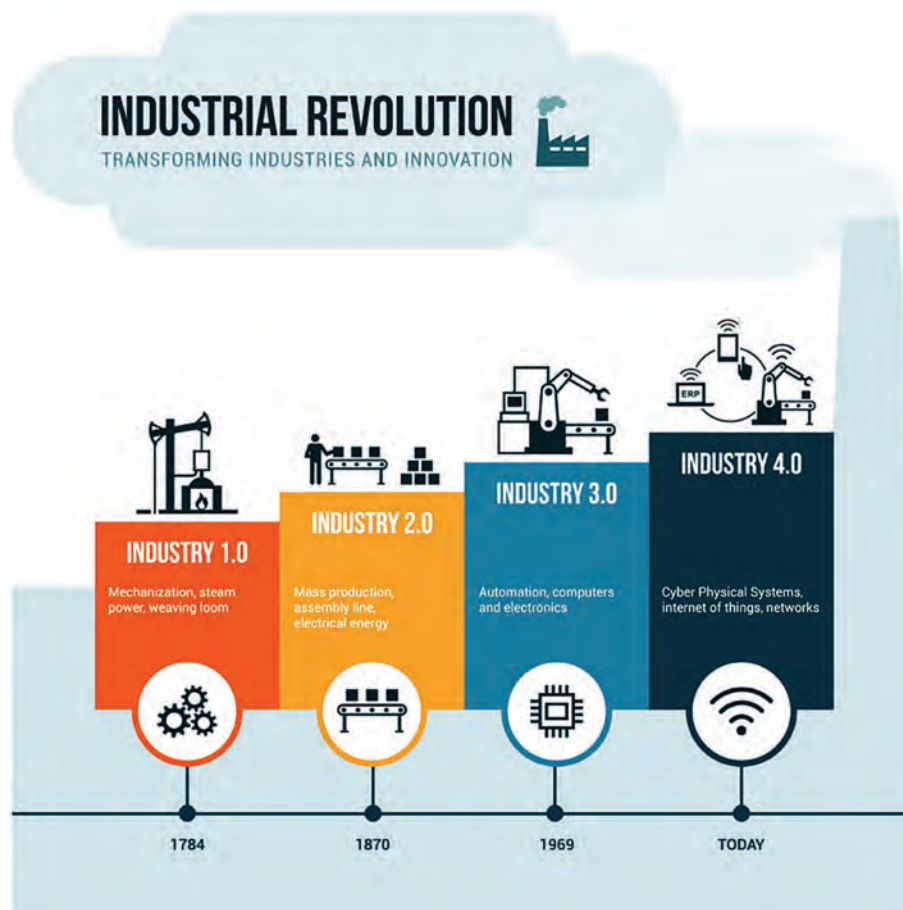 INDUSTRIAL REVOLUTION
TRANSFORMING INDUSTRIES AND INNOVATION
ERP
INDUSTRY 1.0
Mechanization, steam
power, weaving loom
INDUSTRY 2.0
Mass production,
assembly line,
electrical energy
INDUSTRY 3.0
Automation, computers
and electronics
INDUSTRY 4.0
Cyber Physical Systems,
internet of things, networks
1784
1870
1969
TODAY